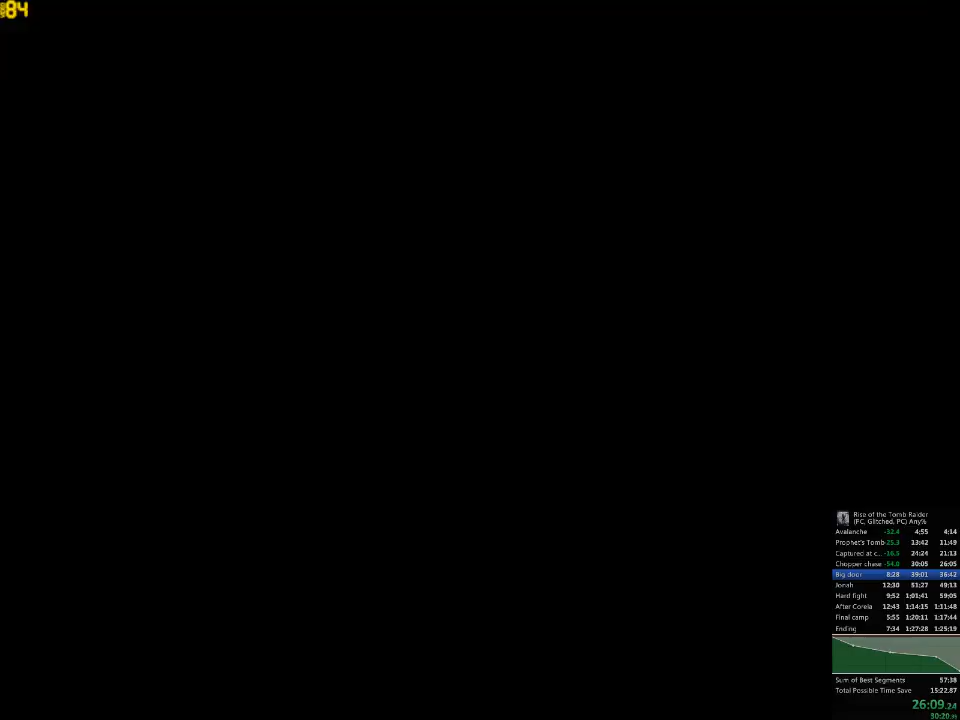 84
Rise of the Tomb Raider
(PC, Glitched, PC) Any%
Avalanche -32.4 4:55 4:14
Prophet's Tomb -25.3 13:42 11:49
Captured at c... -16.5 24:24 21:13
Chopper chase -54.0 30:05 26:05
Big door 8:28 39:01 36:42
Jonah 12:30 51:27 49:13
Hard fight 9:52 1:01:41 59:05
After Corela 12:43 1:14:15 1:11:48
Final camp 5:55 1:20:11 1:17:44
Ending 7:34 1:27:28 1:25:19
Sum of Best Segments 57:38
Total Possible Time Save 15:22.87
26:09.24